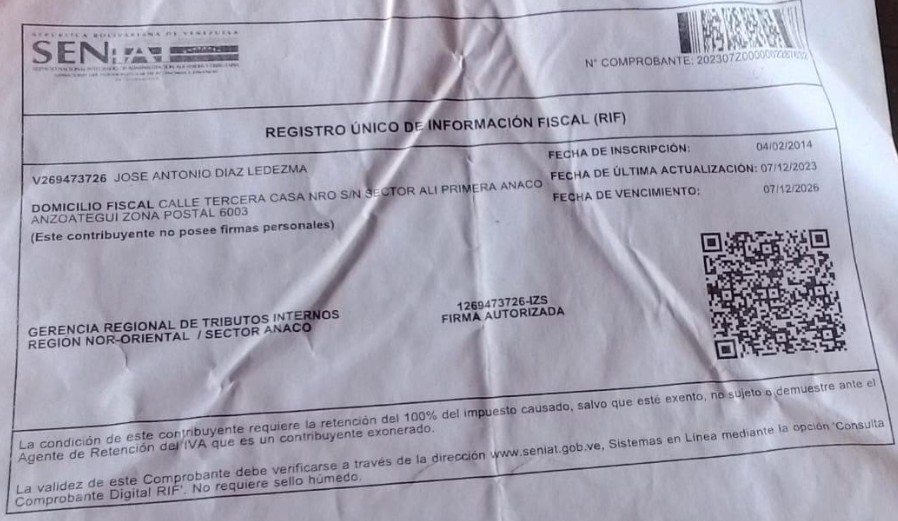 REPUBLICA BOLIVARIANA DE VENEZUELA
SENIAT
N° COMPROBANTE: 202307Z0000002287632
REGISTRO ÚNICO DE INFORMACIÓN FISCAL (RIF)
V269473726 JOSE ANTONIO DIAZ LEDEZMA
FECHA DE INSCRIPCIÓN: 04/02/2014
FECHA DE ÚLTIMA ACTUALIZACIÓN: 07/12/2023
FECHA DE VENCIMIENTO: 07/12/2026
DOMICILIO FISCAL CALLE TERCERA CASA NRO S/N SECTOR ALI PRIMERA ANACO
ANZOATEGUI ZONA POSTAL 6003
(Este contribuyente no posee firmas personales)
GERENCIA REGIONAL DE TRIBUTOS INTERNOS
REGION NOR-ORIENTAL / SECTOR ANACO
1269473726-IZS
FIRMA AUTORIZADA
La condición de este contribuyente requiere la retención del 100% del impuesto causado, salvo que esté exento, no sujeto o demuestre ante el
Agente de Retención del IVA que es un contribuyente exonerado.
La validez de este Comprobante debe verificarse a través de la dirección www.seniat.gob.ve, Sistemas en Línea mediante la opción 'Consulta
Comprobante Digital RIF'. No requiere sello húmedo.